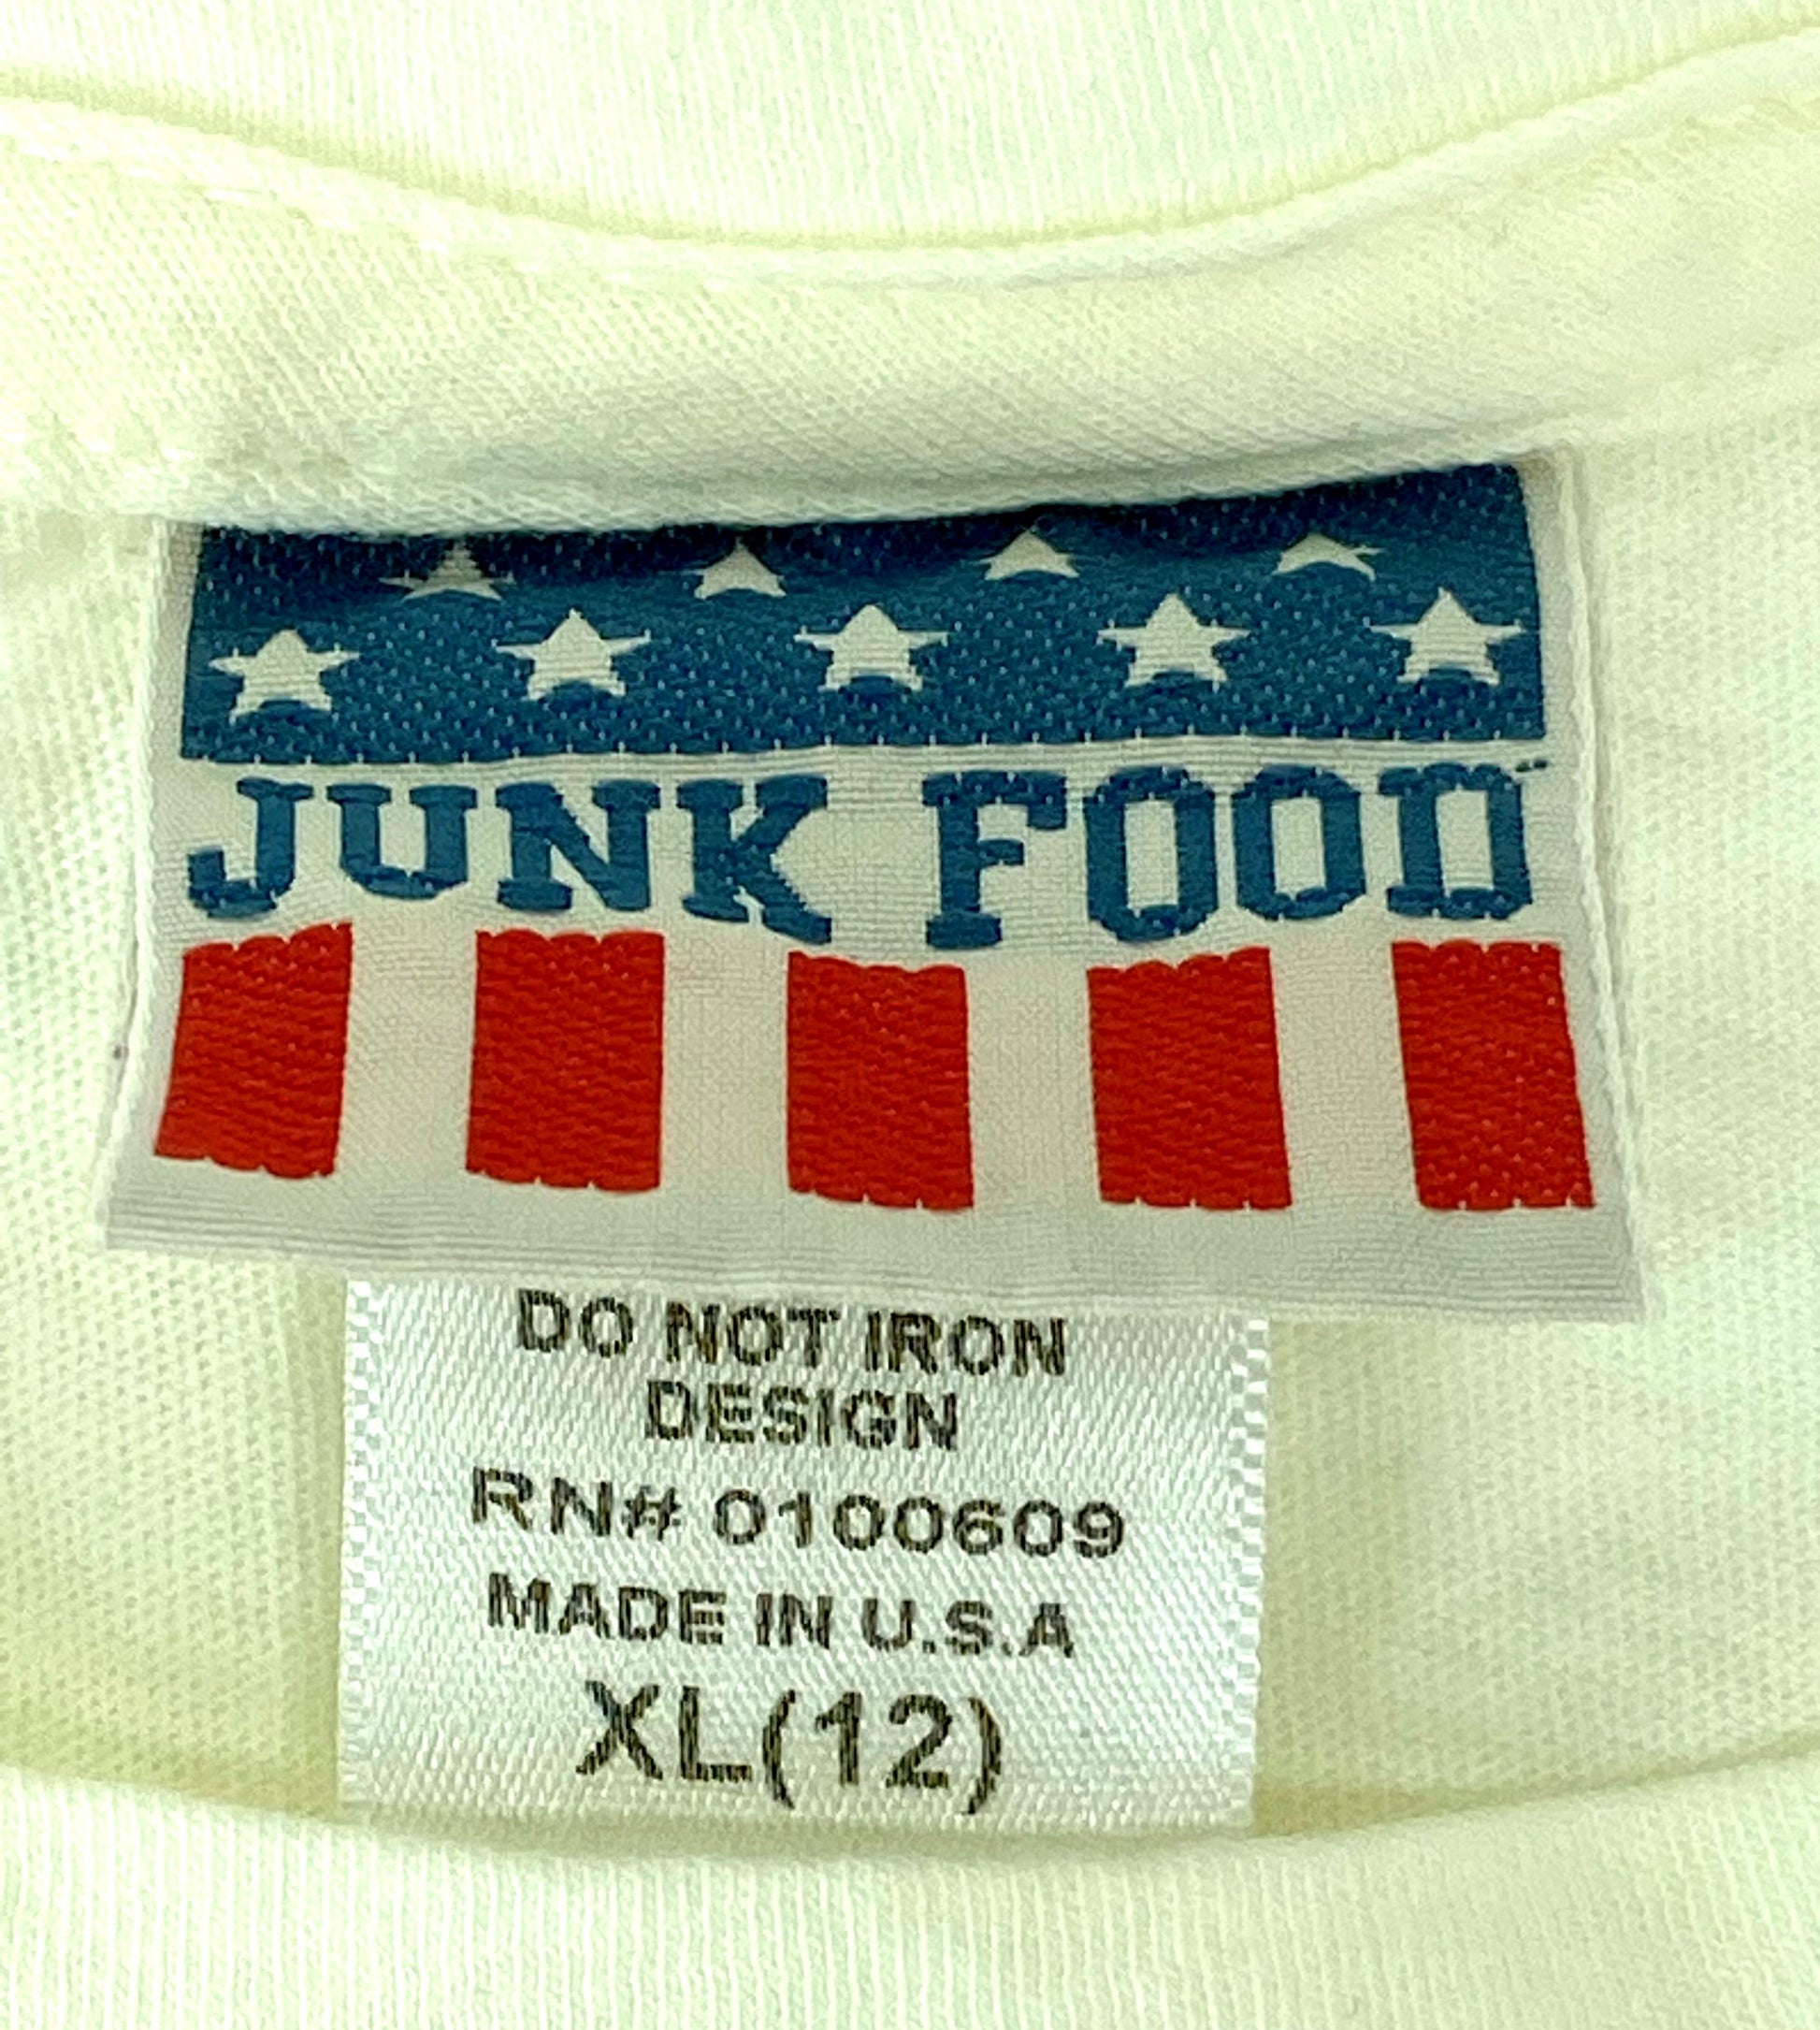 JUNK FOOD
DO NOT IRON
DESIGN
RN# 0100609
MADE IN U.S.A
XL(12)